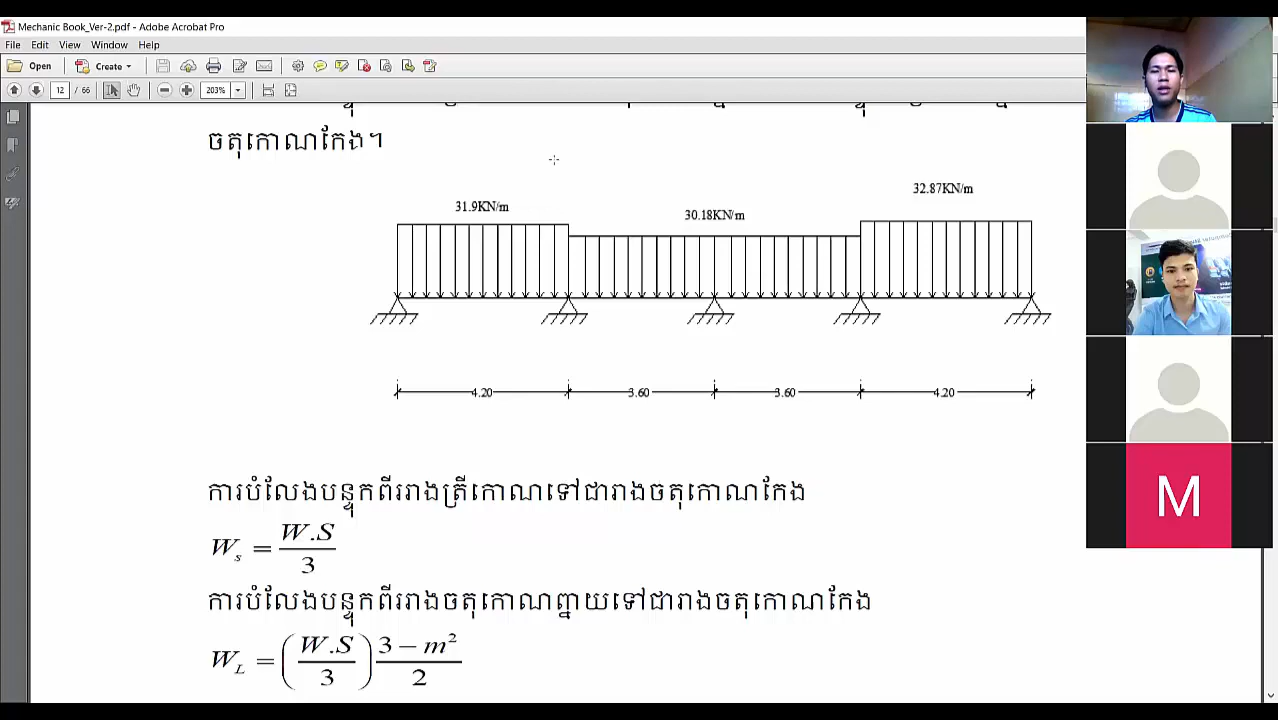 Mechanic Book_Ver-2.pdf - Adobe Acrobat Pro
File Edit View Window Help
Open Create
12 / 66 203%
ចតុកោណកែង។
32.87KN/m
31.9KN/m
30.18KN/m
4.20 3.60 3.60 4.20
ការបំលែងបន្ទុកពីររាងត្រីកោណទៅជារាងចតុកោណកែង
W_s = W.S / 3
ការបំលែងបន្ទុកពីររាងចតុកោណព្នាយទៅជារាងចតុកោណកែង
W_L = (W.S / 3) (3 − m²) / 2
M